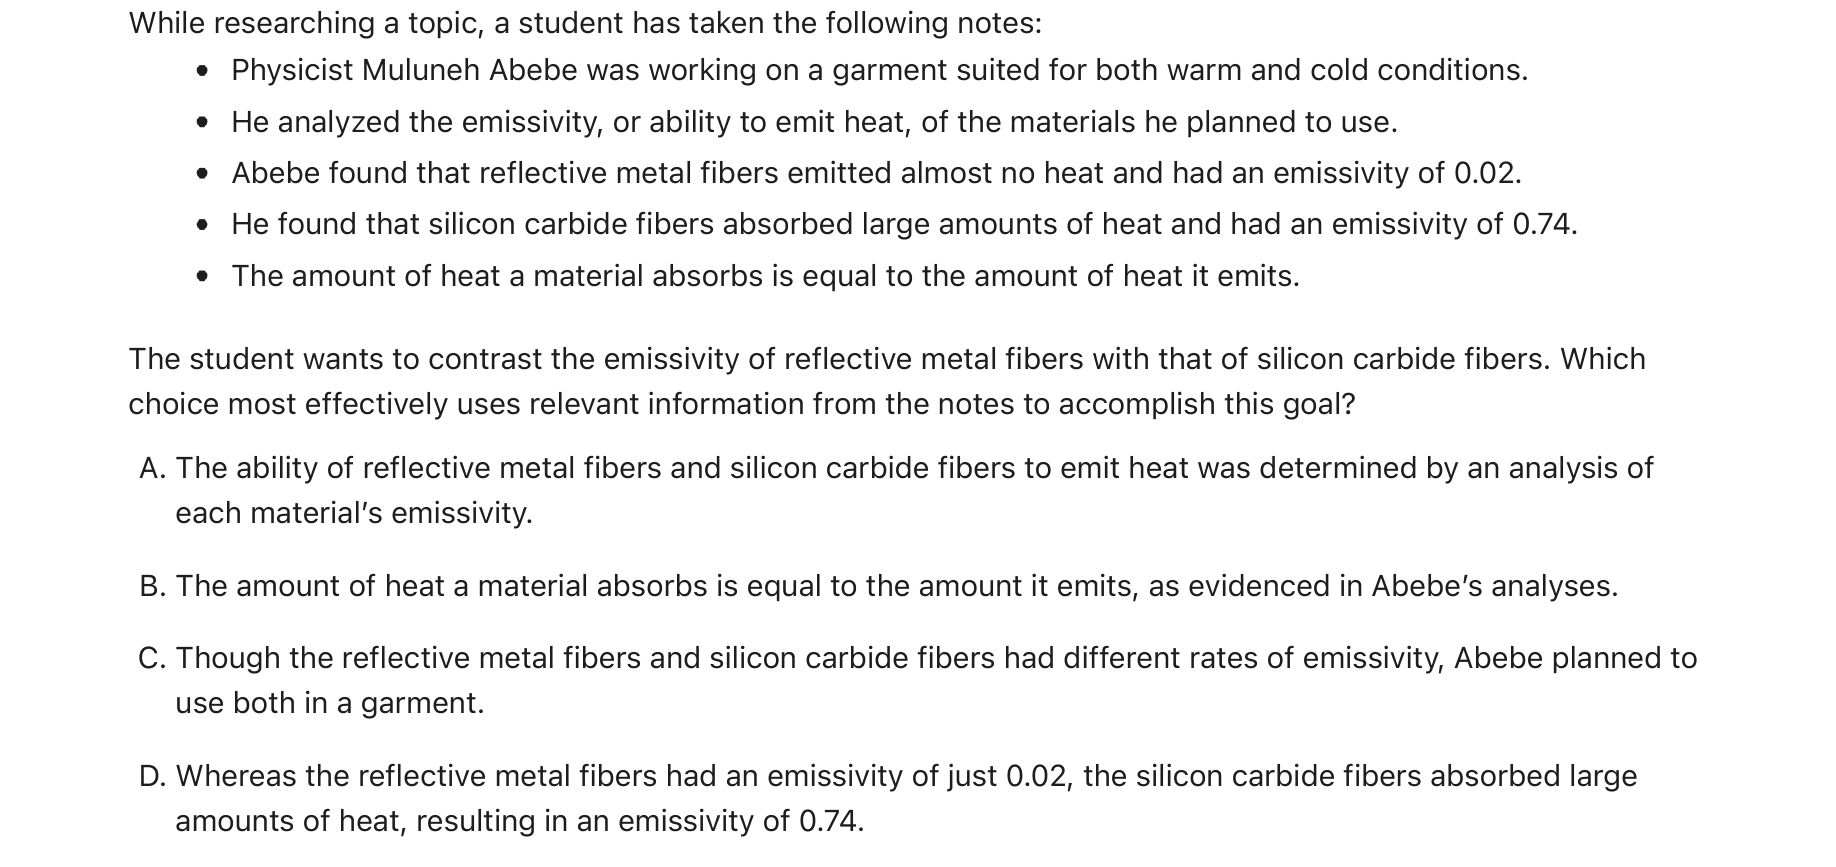 While researching a topic, a student has taken the following notes:
• Physicist Muluneh Abebe was working on a garment suited for both warm and cold conditions.
• He analyzed the emissivity, or ability to emit heat, of the materials he planned to use.
• Abebe found that reflective metal fibers emitted almost no heat and had an emissivity of 0.02.
• He found that silicon carbide fibers absorbed large amounts of heat and had an emissivity of 0.74.
• The amount of heat a material absorbs is equal to the amount of heat it emits.
The student wants to contrast the emissivity of reflective metal fibers with that of silicon carbide fibers. Which
choice most effectively uses relevant information from the notes to accomplish this goal?
A. The ability of reflective metal fibers and silicon carbide fibers to emit heat was determined by an analysis of
each material’s emissivity.
B. The amount of heat a material absorbs is equal to the amount it emits, as evidenced in Abebe’s analyses.
C. Though the reflective metal fibers and silicon carbide fibers had different rates of emissivity, Abebe planned to
use both in a garment.
D. Whereas the reflective metal fibers had an emissivity of just 0.02, the silicon carbide fibers absorbed large
amounts of heat, resulting in an emissivity of 0.74.